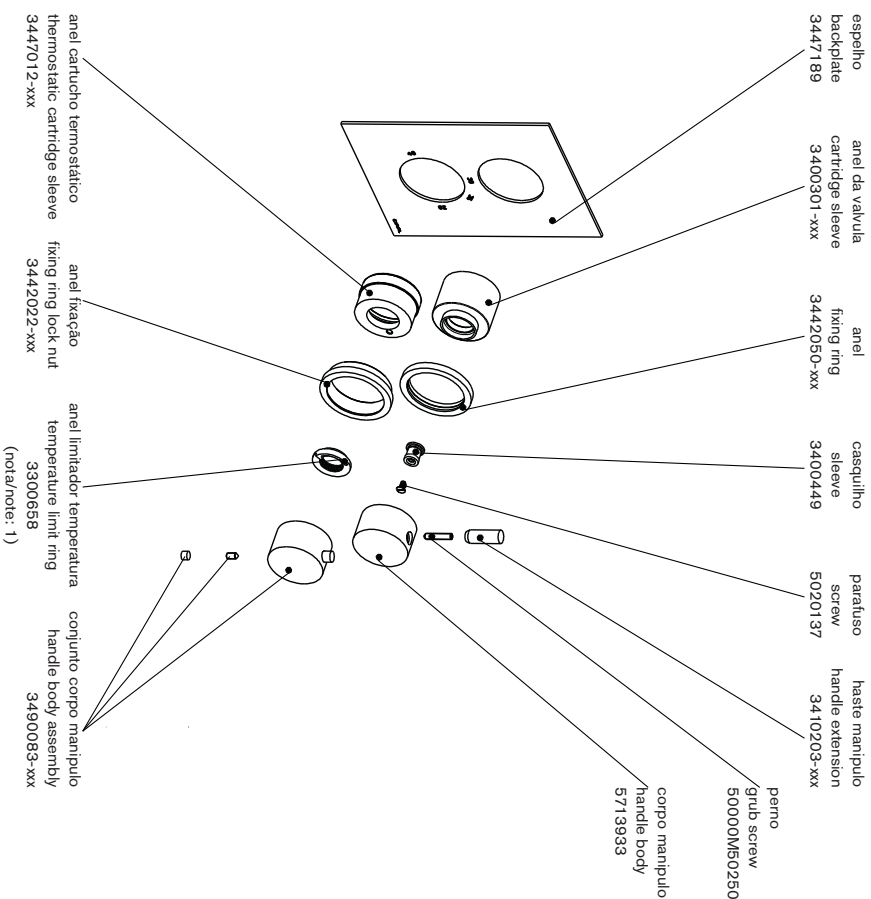 espelho
backplate
3447189
anel da valvula
cartridge sleeve
3400301-xxx
anel
fixing ring
3442050-xxx
casquilho
sleeve
3400449
parafuso
screw
5020137
haste manipulo
handle extension
3410203-xxx
perno
grub screw
50000M50250
corpo manipulo
handle body
5713933
anel cartucho termostático
thermostatic cartridge sleeve
3447012-xxx
anel fixação
fixing ring lock nut
3442022-xxx
anel limitador temperatura
temperature limit ring
3300658
(nota/note: 1)
conjunto corpo manipulo
handle body assembly
3490083-xxx